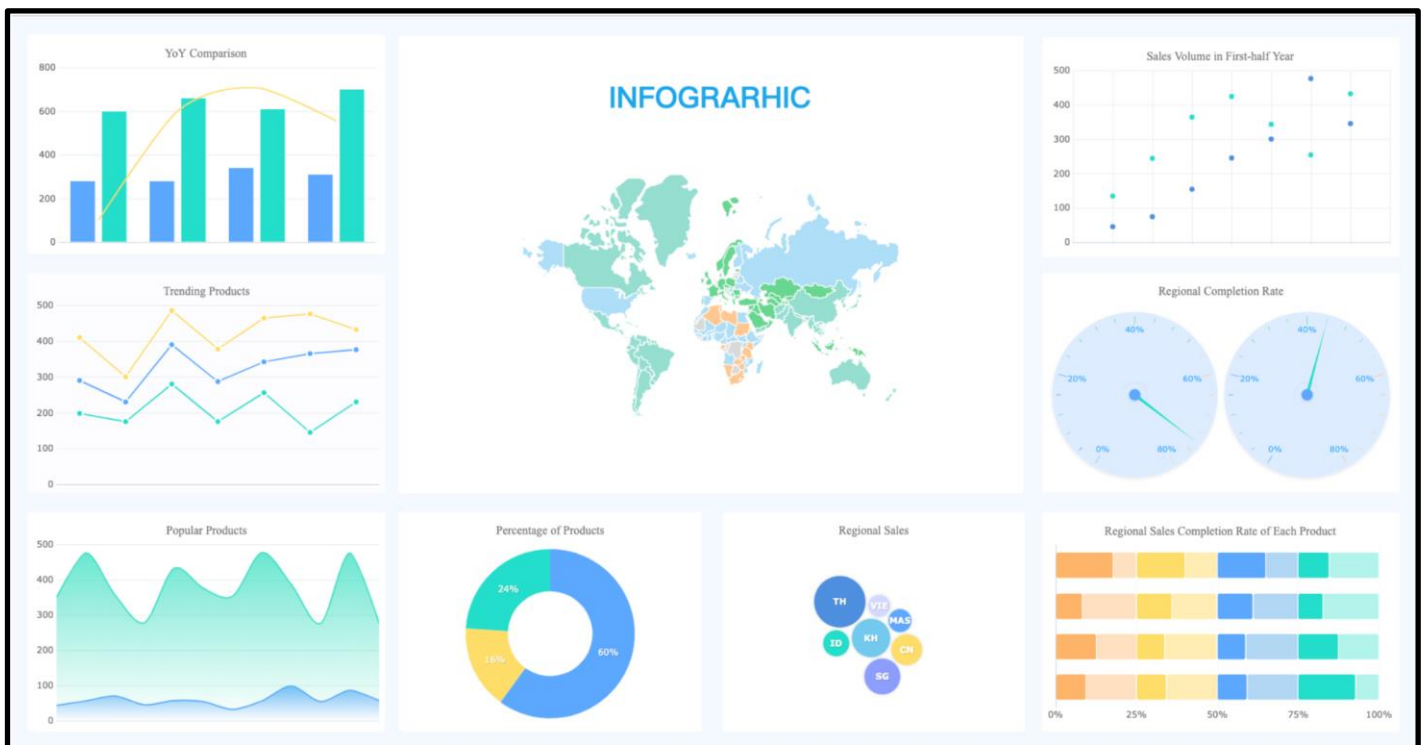 YoY Comparison
800
600
400
200
0
INFOGRARHIC
Sales Volume in First-half Year
500
400
300
200
100
0
Trending Products
500
400
300
200
100
0
Regional Completion Rate
40%
20%
60%
0%
80%
40%
20%
60%
0%
80%
Popular Products
500
400
300
200
100
0
Percentage of Products
24%
16%
60%
Regional Sales
TH
VIE
MAS
ID
KH
CN
SG
Regional Sales Completion Rate of Each Product
0% 25% 50% 75% 100%